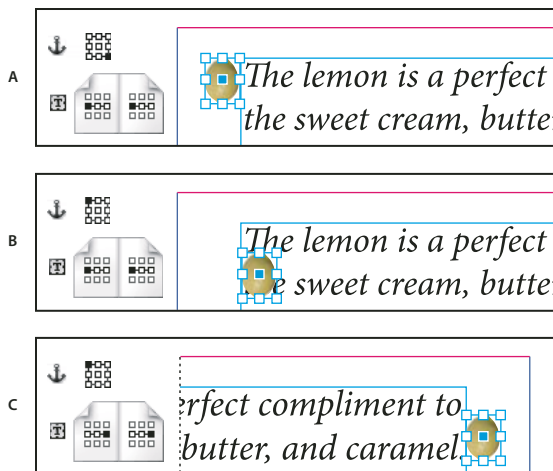 A
The lemon is a perfect
the sweet cream, butte
B
The lemon is a perfect
e sweet cream, butte
C
rfect compliment to
butter, and caramel.